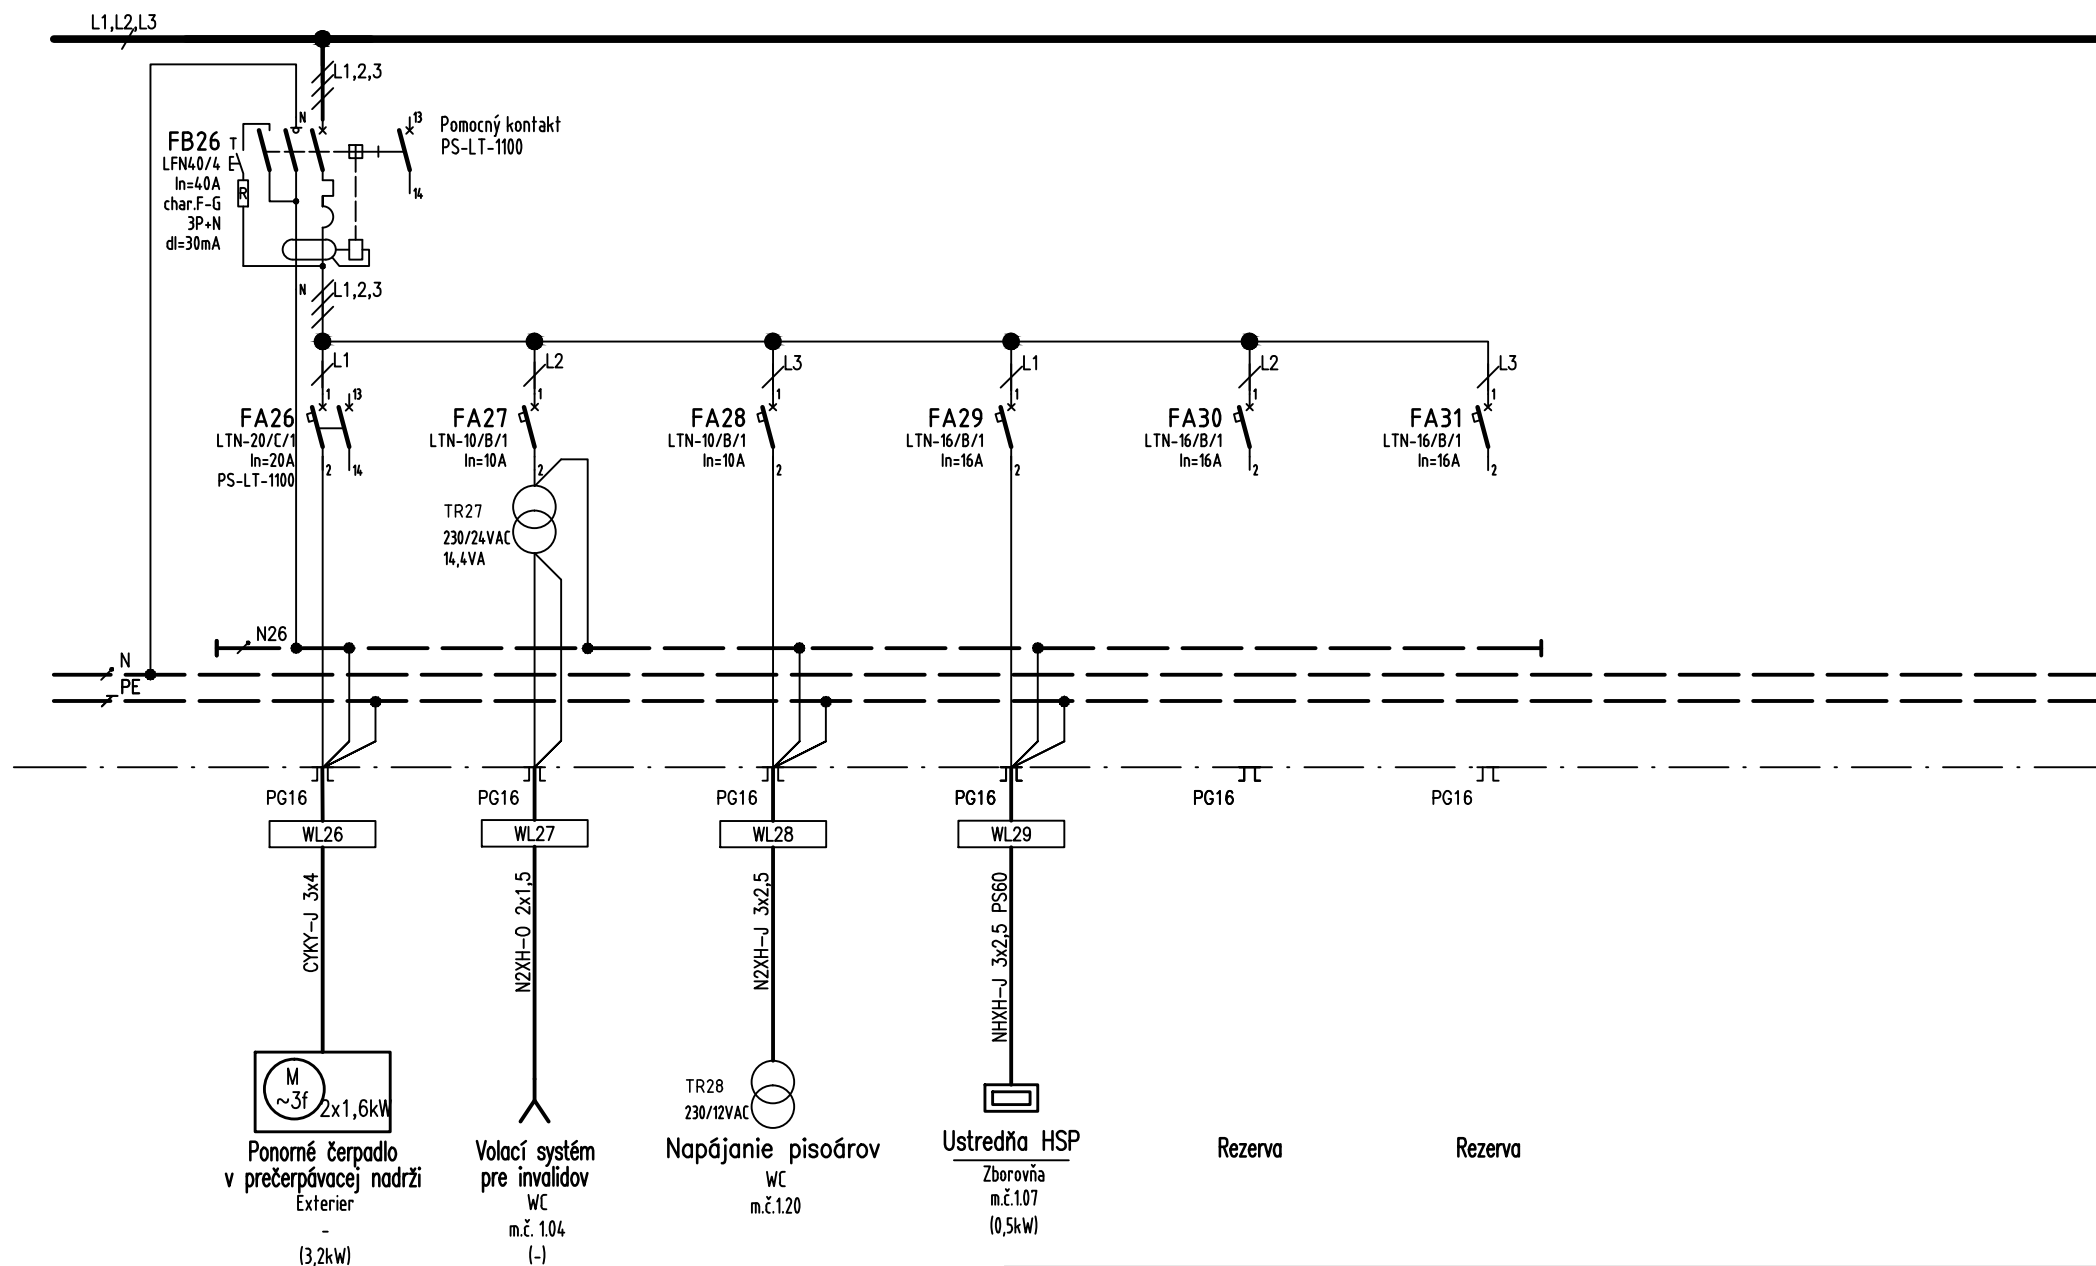 L1,L2,L3
L1,2,3
N
13
Pomocný kontakt
PS-LT-1100
14
FB26
T
LFN40/4
E
In=40A
R
char.F-G
3P+N
dI=30mA
N
L1,2,3
L1
L2
L3
L1
L2
L3
1
13
1
1
1
1
1
FA26
LTN-20/C/1
In=20A
PS-LT-1100
2
14
FA27
LTN-10/B/1
In=10A
2
FA28
LTN-10/B/1
In=10A
2
FA29
LTN-16/B/1
In=16A
2
FA30
LTN-16/B/1
In=16A
2
FA31
LTN-16/B/1
In=16A
2
TR27
230/24VAC
14,4VA
N26
N
PE
PG16
PG16
PG16
PG16
PG16
PG16
WL26
WL27
WL28
WL29
CYKY-J 3x4
N2XH-O 2x1,5
N2XH-J 3x2,5
NHXH-J 3x2,5 PS60
M
~3f
2x1,6kW
TR28
230/12VAC
Ponorné čerpadlo
v prečerpávacej nadrži
Exterier
-
(3,2kW)
Volací systém
pre invalidov
WC
m.č. 1.04
(-)
Napájanie pisoárov
WC
m.č.1.20
Ustredňa HSP
Zborovňa
m.č.1.07
(0,5kW)
Rezerva
Rezerva